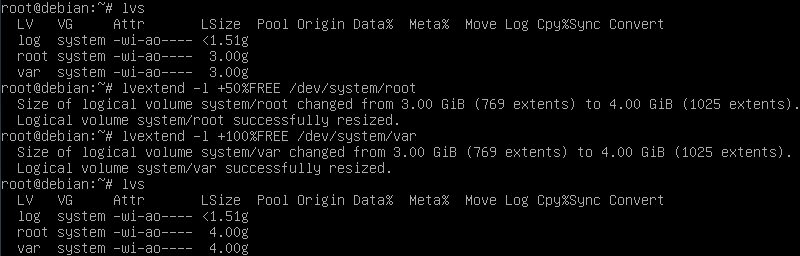 root@debian:~# lvs
  LV   VG     Attr       LSize  Pool Origin Data%  Meta%  Move Log Cpy%Sync Convert
  log  system -wi-ao---- <1.51g
  root system -wi-ao----  3.00g
  var  system -wi-ao----  3.00g
root@debian:~# lvextend -l +50%FREE /dev/system/root
  Size of logical volume system/root changed from 3.00 GiB (769 extents) to 4.00 GiB (1025 extents).
  Logical volume system/root successfully resized.
root@debian:~# lvextend -l +100%FREE /dev/system/var
  Size of logical volume system/var changed from 3.00 GiB (769 extents) to 4.00 GiB (1025 extents).
  Logical volume system/var successfully resized.
root@debian:~# lvs
  LV   VG     Attr       LSize  Pool Origin Data%  Meta%  Move Log Cpy%Sync Convert
  log  system -wi-ao---- <1.51g
  root system -wi-ao----  4.00g
  var  system -wi-ao----  4.00g